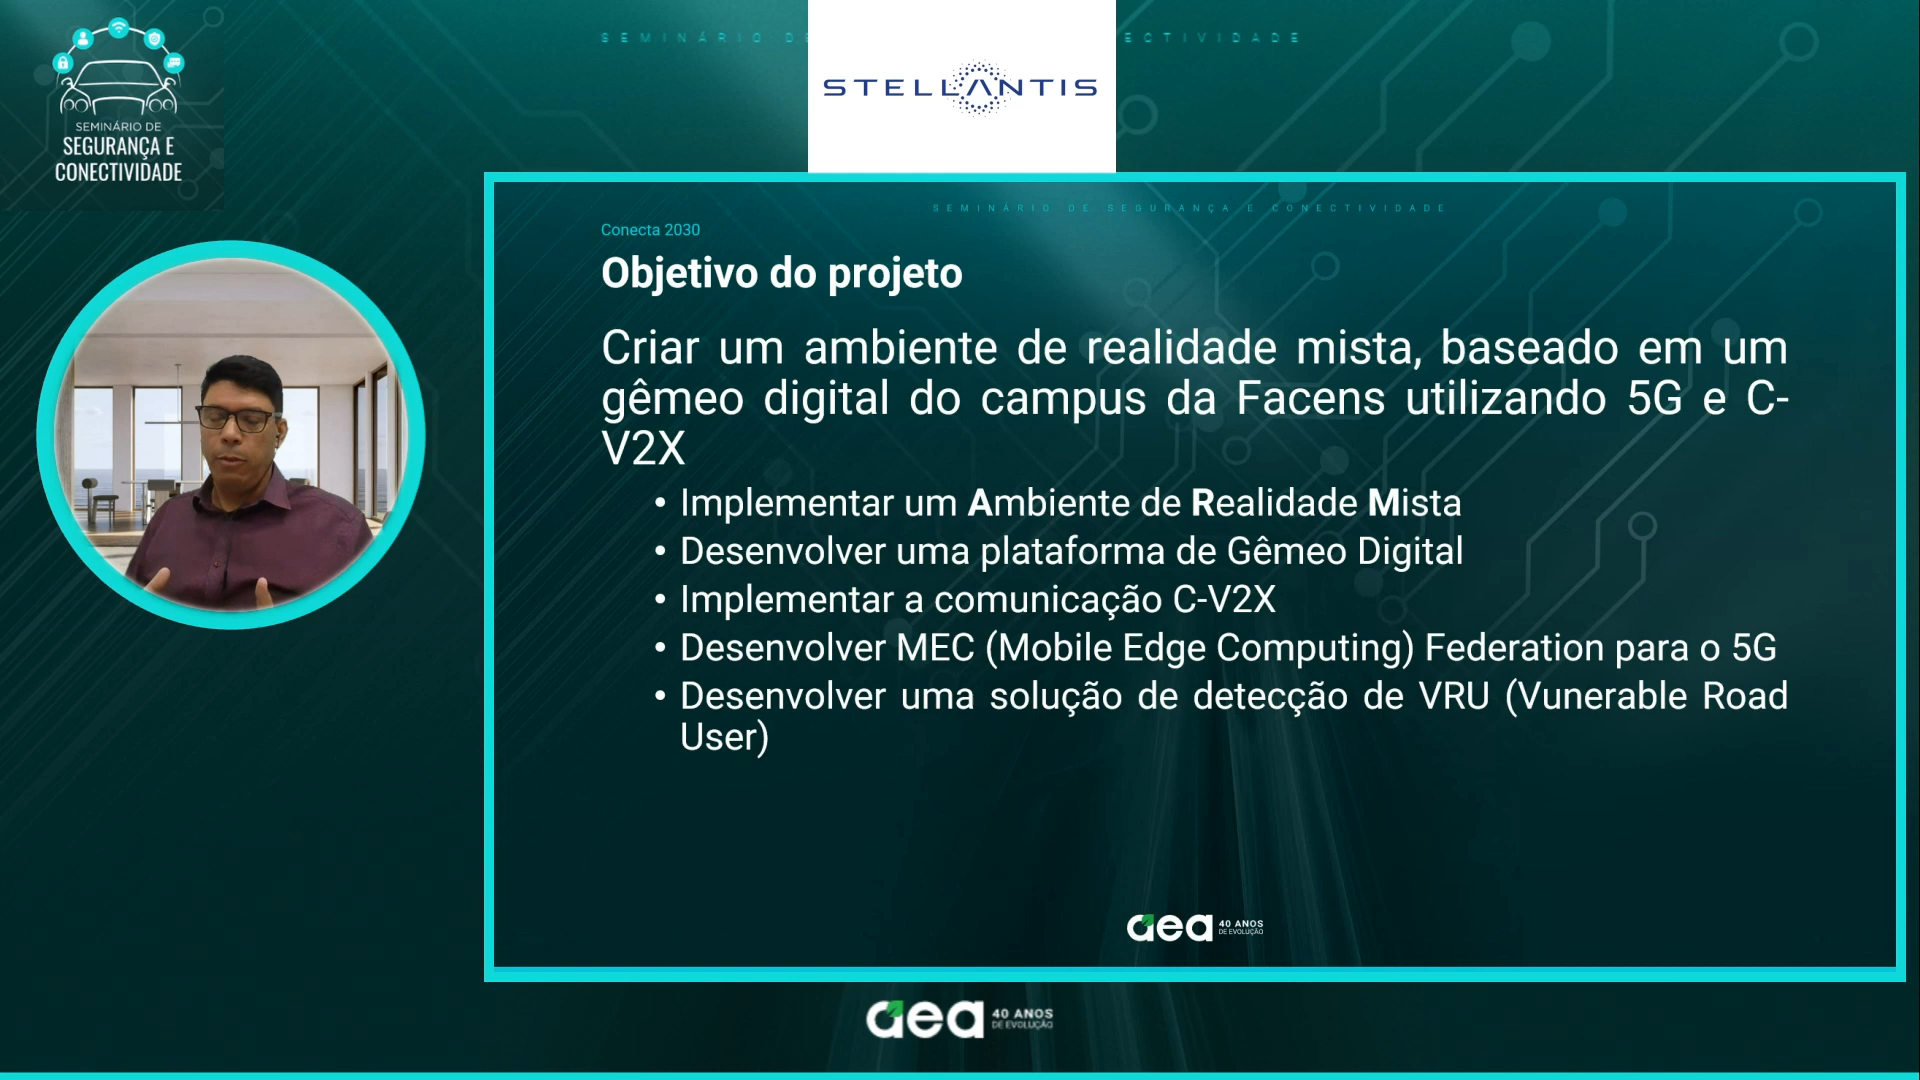 SEMINÁRIO DE
SEGURANÇA E
CONECTIVIDADE
STELLANTIS
SEMINÁRIO DE SEGURANÇA E CONECTIVIDADE
Conecta 2030
Objetivo do projeto
Criar um ambiente de realidade mista, baseado em um
gêmeo digital do campus da Facens utilizando 5G e C-
V2X
• Implementar um Ambiente de Realidade Mista
• Desenvolver uma plataforma de Gêmeo Digital
• Implementar a comunicação C-V2X
• Desenvolver MEC (Mobile Edge Computing) Federation para o 5G
• Desenvolver uma solução de detecção de VRU (Vunerable Road
User)
aea 40 ANOS
DE EVOLUÇÃO
aea 40 ANOS
DE EVOLUÇÃO